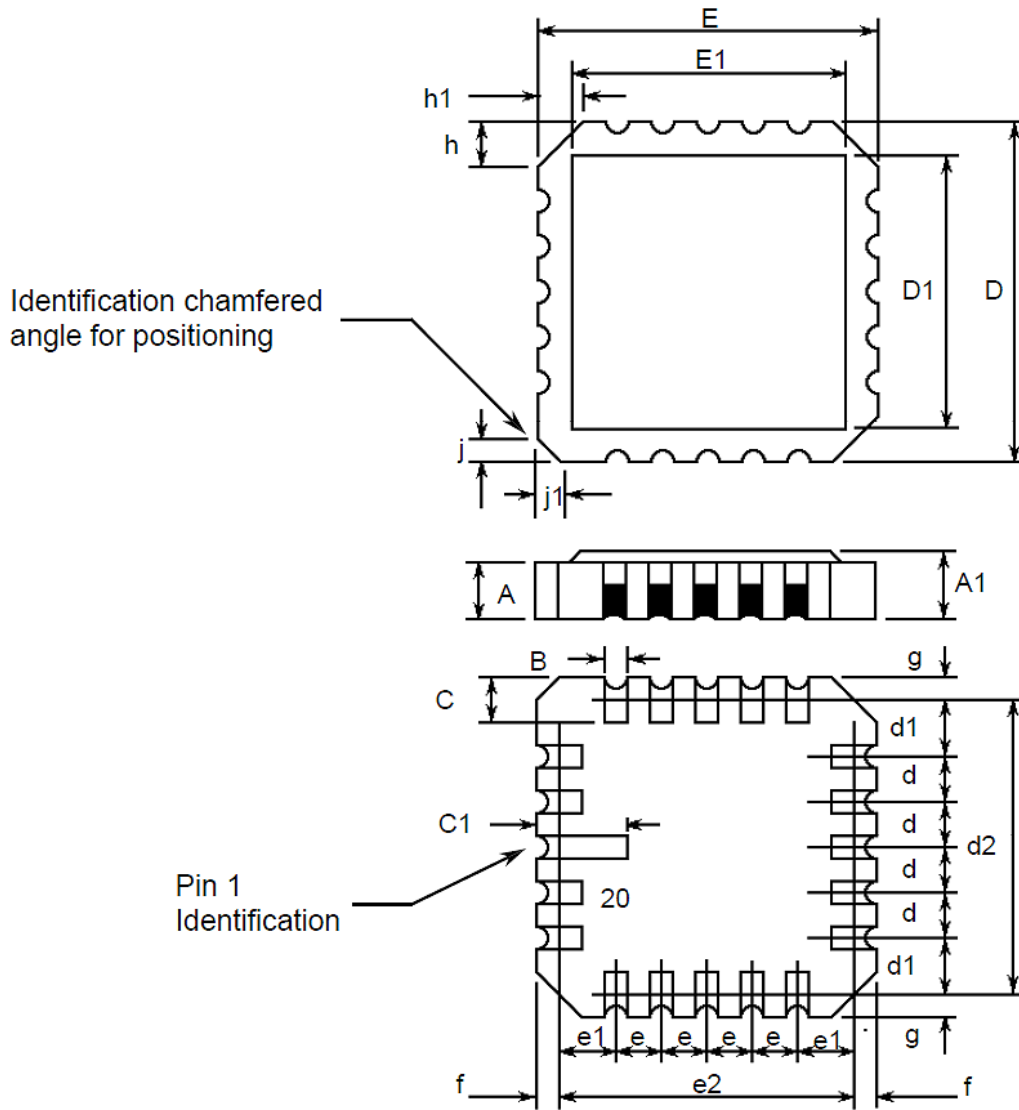 E
E1
h1
h
D1
D
Identification chamfered
angle for positioning
j
j1
A
A1
B
g
C
d1
d
C1
d
d2
d
Pin 1
Identification
20
d
d1
e1
e
e
e
e
e1
g
f
e2
f